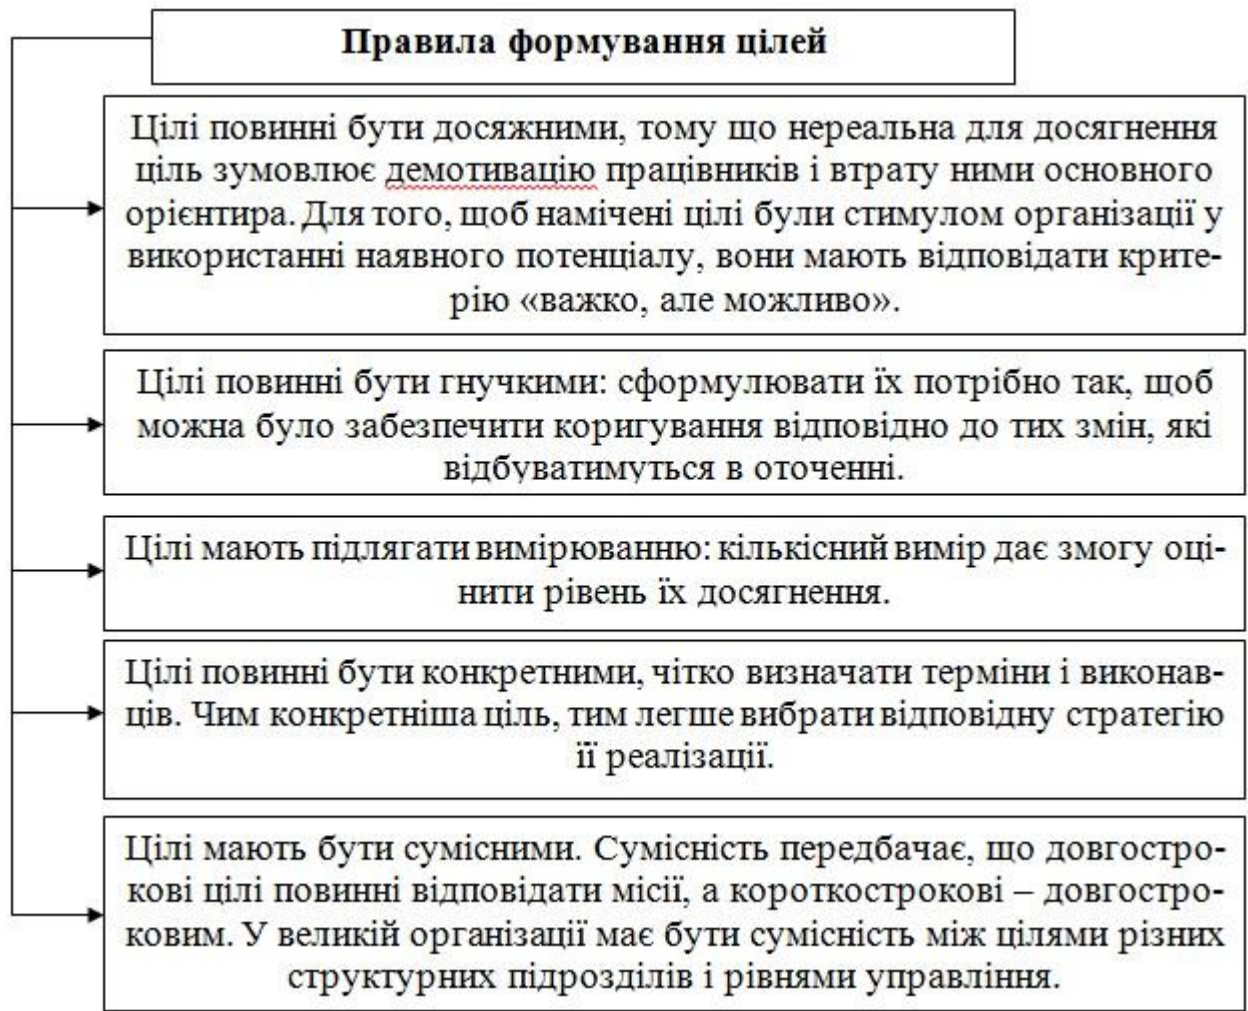 Правила формування цілей
Цілі повинні бути досяжними, тому що нереальна для досягнення
ціль зумовлює демотивацію працівників і втрату ними основного
орієнтира. Для того, щоб намічені цілі були стимулом організації у
використанні наявного потенціалу, вони мають відповідати крите-
рію «важко, але можливо».
Цілі повинні бути гнучкими: сформулювати їх потрібно так, щоб
можна було забезпечити коригування відповідно до тих змін, які
відбуватимуться в оточенні.
Цілі мають підлягати вимірюванню: кількісний вимір дає змогу оці-
нити рівень їх досягнення.
Цілі повинні бути конкретними, чітко визначати терміни і виконав-
ців. Чим конкретніша ціль, тим легше вибрати відповідну стратегію
її реалізації.
Цілі мають бути сумісними. Сумісність передбачає, що довгостро-
кові цілі повинні відповідати місії, а короткострокові – довгостро-
ковим. У великій організації має бути сумісність між цілями різних
структурних підрозділів і рівнями управління.